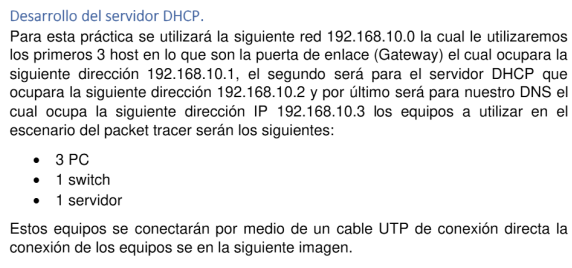 Desarrollo del servidor DHCP.
Para esta práctica se utilizará la siguiente red 192.168.10.0 la cual le utilizaremos
los primeros 3 host en lo que son la puerta de enlace (Gateway) el cual ocupara la
siguiente dirección 192.168.10.1, el segundo será para el servidor DHCP que
ocupara la siguiente dirección 192.168.10.2 y por último será para nuestro DNS el
cual ocupa la siguiente dirección IP 192.168.10.3 los equipos a utilizar en el
escenario del packet tracer serán los siguientes:
• 3 PC
• 1 switch
• 1 servidor
Estos equipos se conectarán por medio de un cable UTP de conexión directa la
conexión de los equipos se en la siguiente imagen.